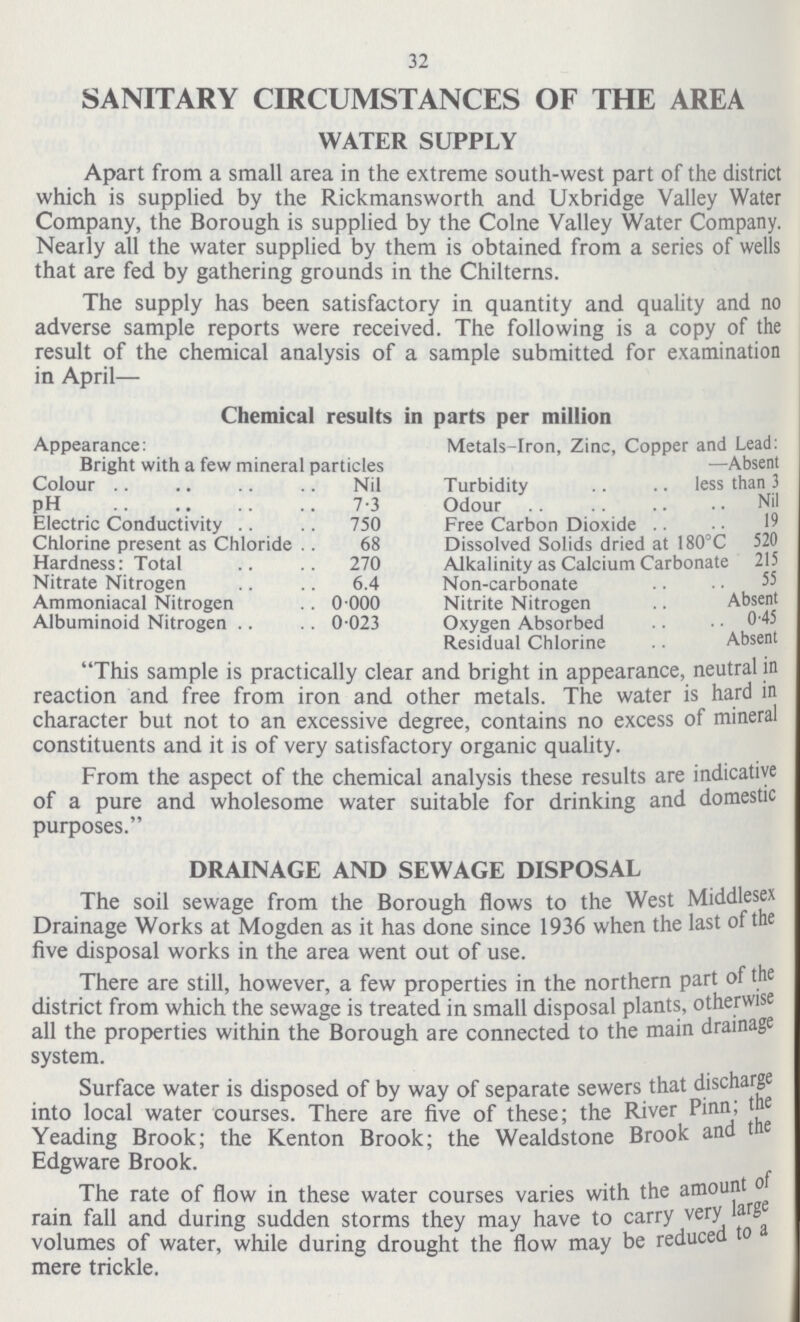 32
SANITARY CIRCUMSTANCES OF THE AREA
WATER SUPPLY
Apart from a small area in the extreme south-west part of the district
which is supplied by the Rickmansworth and Uxbridge Valley Water
Company, the Borough is supplied by the Colne Valley Water Company.
Nearly all the water supplied by them is obtained from a series of wells
that are fed by gathering grounds in the Chilterns.
The supply has been satisfactory in quantity and quality and no
adverse sample reports were received. The following is a copy of the
result of the chemical analysis of a sample submitted for examination
in April—
Chemical results in parts per million
Appearance:
Bright with a few mineral particles
Colour .. .. .. .. Nil
pH .. .. .. .. 7·3
Electric Conductivity .. .. 750
Chlorine present as Chloride .. 68
Hardness: Total .. .. 270
Nitrate Nitrogen .. .. 6.4
Ammoniacal Nitrogen .. 0·000
Albuminoid Nitrogen .. .. 0·023
Metals-Iron, Zinc, Copper and Lead:
—Absent
Turbidity .. .. less than 3
Odour .. .. .. .. Nil
Free Carbon Dioxide .. .. 19
Dissolved Solids dried at 180°C 520
Alkalinity as Calcium Carbonate 215
Non-carbonate .. .. 55
Nitrite Nitrogen .. Absent
Oxygen Absorbed .. .. 0·45
Residual Chlorine .. Absent
“This sample is practically clear and bright in appearance, neutral in
reaction and free from iron and other metals. The water is hard in
character but not to an excessive degree, contains no excess of mineral
constituents and it is of very satisfactory organic quality.
From the aspect of the chemical analysis these results are indicative
of a pure and wholesome water suitable for drinking and domestic
purposes.”
DRAINAGE AND SEWAGE DISPOSAL
The soil sewage from the Borough flows to the West Middlesex
Drainage Works at Mogden as it has done since 1936 when the last of the
five disposal works in the area went out of use.
There are still, however, a few properties in the northern part of the
district from which the sewage is treated in small disposal plants, otherwise
all the properties within the Borough are connected to the main drainage
system.
Surface water is disposed of by way of separate sewers that discharge
into local water courses. There are five of these; the River Pinn; the
Yeading Brook; the Kenton Brook; the Wealdstone Brook and the
Edgware Brook.
The rate of flow in these water courses varies with the amount of
rain fall and during sudden storms they may have to carry very large
volumes of water, while during drought the flow may be reduced to a
mere trickle.